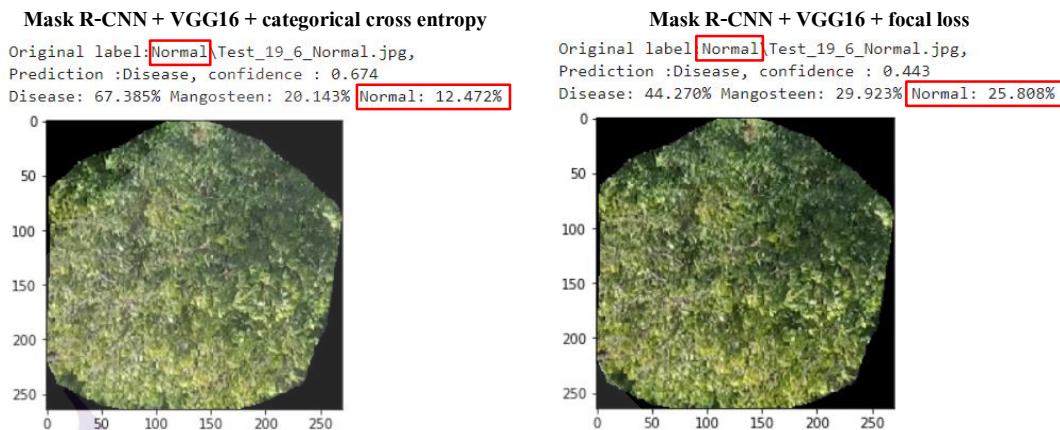 Mask R-CNN + VGG16 + categorical cross entropy
Original label:Normal\Test_19_6_Normal.jpg,
Prediction :Disease, confidence : 0.674
Disease: 67.385% Mangosteen: 20.143% Normal: 12.472%
0
50
100
150
200
250
0 50 100 150 200 250
Mask R-CNN + VGG16 + focal loss
Original label:Normal\Test_19_6_Normal.jpg,
Prediction :Disease, confidence : 0.443
Disease: 44.270% Mangosteen: 29.923% Normal: 25.808%
0
50
100
150
200
250
0 50 100 150 200 250